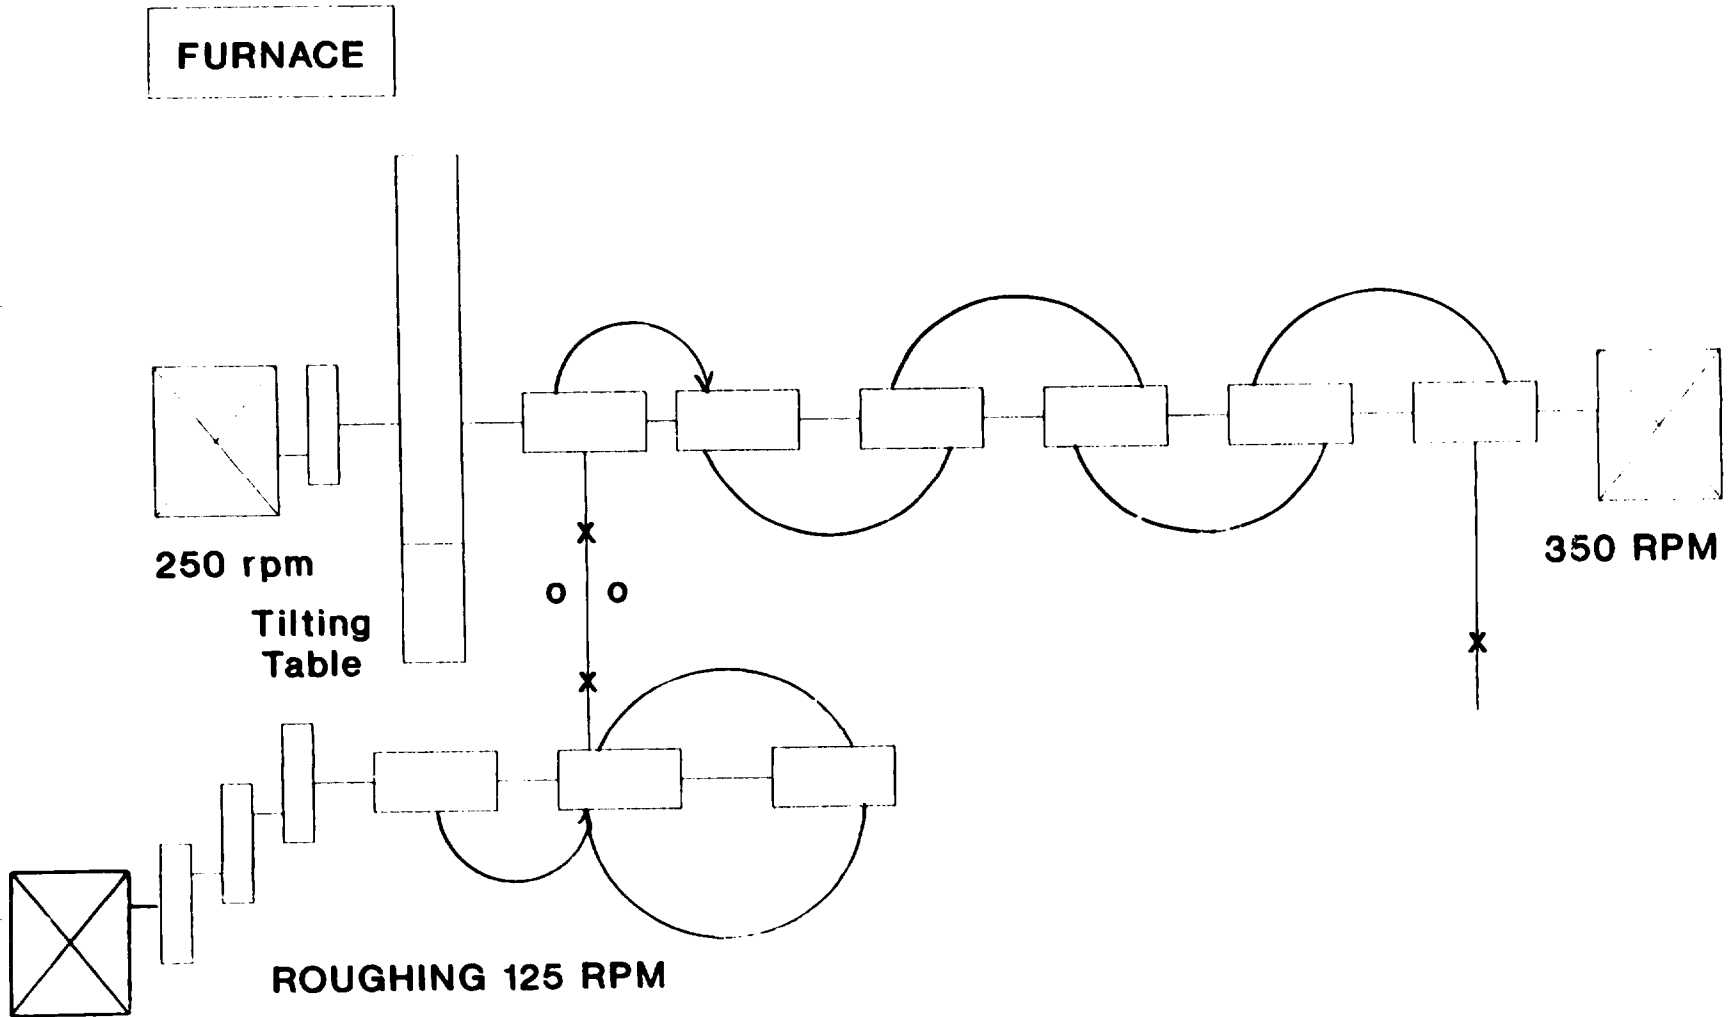 FURNACE
250 rpm
350 RPM
Tilting
Table
x
o o
x
x
ROUGHING 125 RPM